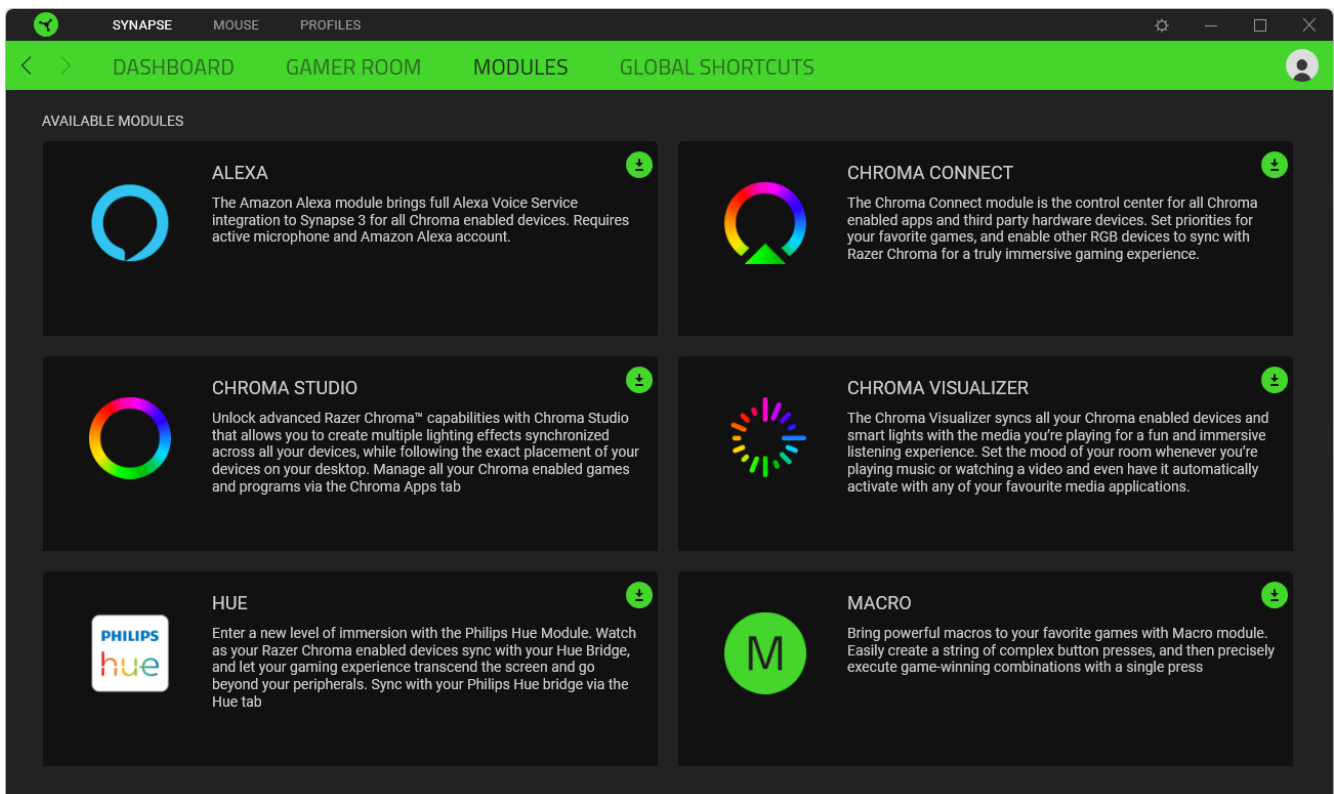 SYNAPSE MOUSE PROFILES
DASHBOARD GAMER ROOM MODULES GLOBAL SHORTCUTS
AVAILABLE MODULES
ALEXA
The Amazon Alexa module brings full Alexa Voice Service
integration to Synapse 3 for all Chroma enabled devices. Requires
active microphone and Amazon Alexa account.
CHROMA CONNECT
The Chroma Connect module is the control center for all Chroma
enabled apps and third party hardware devices. Set priorities for
your favorite games, and enable other RGB devices to sync with
Razer Chroma for a truly immersive gaming experience.
CHROMA STUDIO
Unlock advanced Razer Chroma™ capabilities with Chroma Studio
that allows you to create multiple lighting effects synchronized
across all your devices, while following the exact placement of your
devices on your desktop. Manage all your Chroma enabled games
and programs via the Chroma Apps tab
CHROMA VISUALIZER
The Chroma Visualizer syncs all your Chroma enabled devices and
smart lights with the media you're playing for a fun and immersive
listening experience. Set the mood of your room whenever you're
playing music or watching a video and even have it automatically
activate with any of your favourite media applications.
PHILIPS
hue
HUE
Enter a new level of immersion with the Philips Hue Module. Watch
as your Razer Chroma enabled devices sync with your Hue Bridge,
and let your gaming experience transcend the screen and go
beyond your peripherals. Sync with your Philips Hue bridge via the
Hue tab
M
MACRO
Bring powerful macros to your favorite games with Macro module.
Easily create a string of complex button presses, and then precisely
execute game-winning combinations with a single press